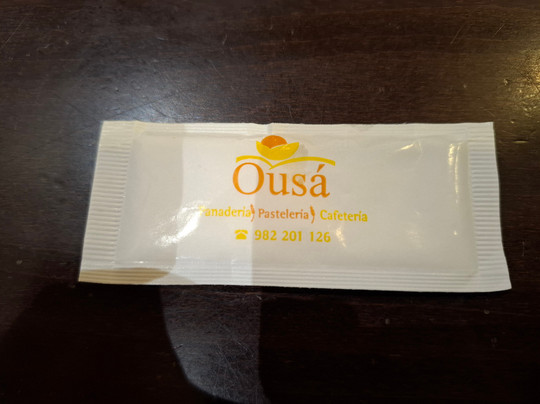 Ousá
Panadería Pastelería Cafetería
☎ 982 201 126